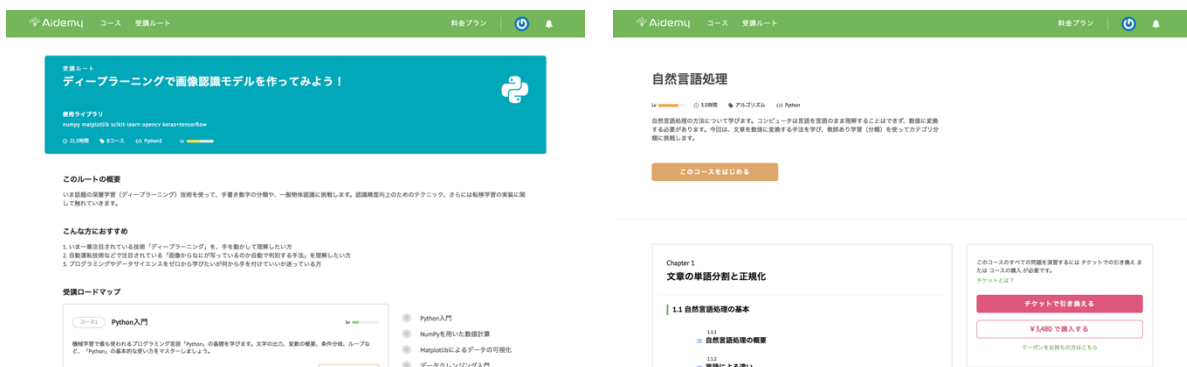 Aidemy コース 受講ルート 料金プラン
受講ルート
ディープラーニングで画像認識モデルを作ってみよう！
使用ライブラリ
numpy matplotlib scikit-learn opencv keras+tensorflow
21.5時間 8コース Python3 Lv
このルートの概要
いま話題の深層学習（ディープラーニング）技術を使って、手書き数字の分類や、一般物体認識に挑戦します。認識精度向上のためのテクニック、さらには転移学習の実装に関
して触れていきます。
こんな方におすすめ
1. いま一番注目されている技術「ディープラーニング」を、手を動かして理解したい方
2. 自動運転技術などで注目されている「画像からなにが写っているのか自動で判別する手法」を理解したい方
3. プログラミングやデータサイエンスをゼロから学びたいが何から手を付けていいか迷っている方
受講ロードマップ
コース1 Python入門 Lv
機械学習で最も使われるプログラミング言語「Python」の基礎を学びます。文字の出力、変数の概要、条件分岐、ループな
ど、「Python」の基本的な使い方をマスターしましょう。
Python入門
NumPyを用いた数値計算
Matplotlibによるデータの可視化
データクレンジング入門
Aidemy コース 受講ルート 料金プラン
自然言語処理
Lv 3.5時間 アルゴリズム Python
自然言語処理の方法について学びます。コンピュータは言語を言語のまま理解することはできず、数値に変換
する必要があります。今回は、文章を数値に変換する手法を学び、教師あり学習（分類）を使ってカテゴリ分
類に挑戦します。
このコースをはじめる
Chapter 1
文章の単語分割と正規化
1.1 自然言語処理の基本
1.1.1
自然言語処理の概要
1.1.2
言語による違い
このコースのすべての問題を演習するには チケットでの引き換え ま
たは コースの購入 が必要です。
チケットとは？
チケットで引き換える
¥3,480 で購入する
クーポンをお持ちの方はこちら